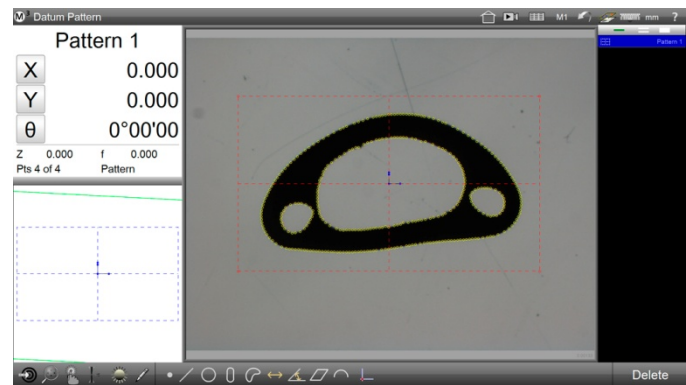 M³ Datum Pattern
M1
mm
?
Pattern 1
X 0.000
Y 0.000
θ 0°00'00
Z 0.000 f 0.000
Pts 4 of 4 Pattern
Pattern 1
Delete